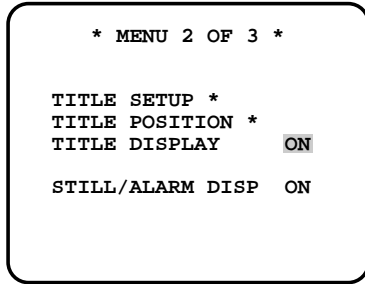 * MENU 2 OF 3 *
TITLE SETUP *
TITLE POSITION *
TITLE DISPLAY ON
STILL/ALARM DISP ON